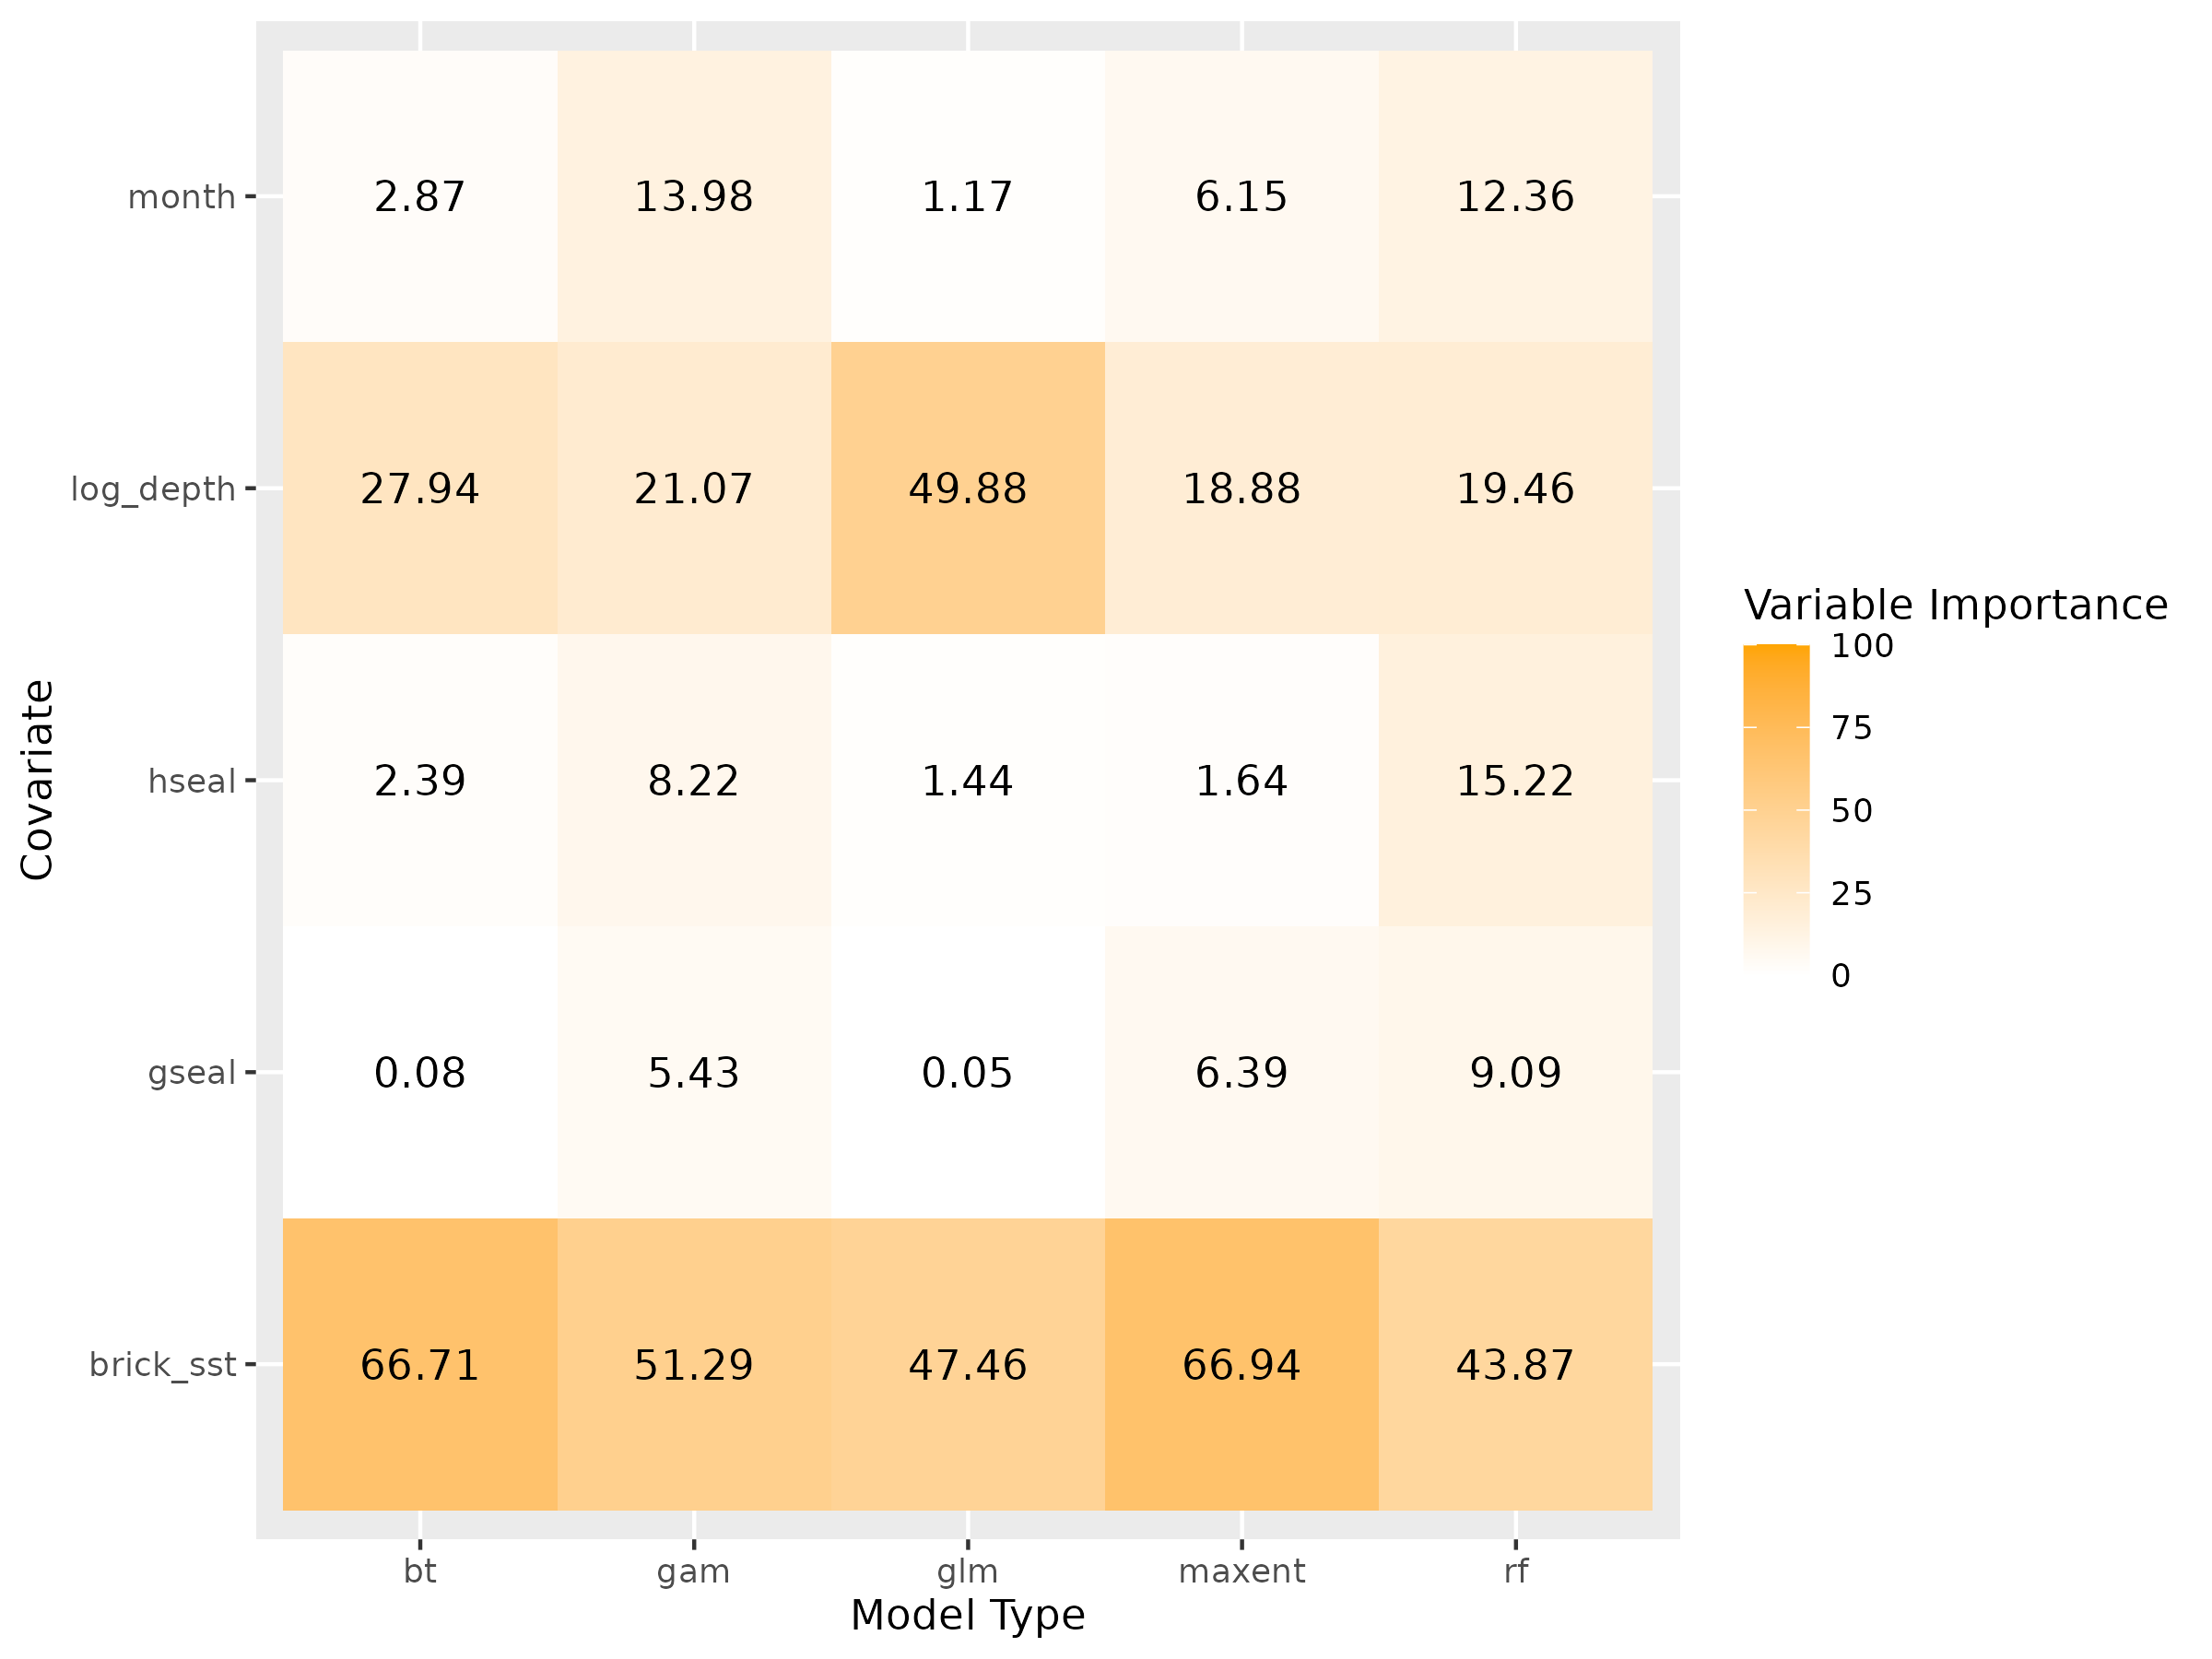 month
2.87 13.98 1.17 6.15 12.36
log_depth
27.94 21.07 49.88 18.88 19.46
hseal
2.39 8.22 1.44 1.64 15.22
gseal
0.08 5.43 0.05 6.39 9.09
brick_sst
66.71 51.29 47.46 66.94 43.87
Covariate
bt gam glm maxent rf
Model Type
Variable Importance
100
75
50
25
0